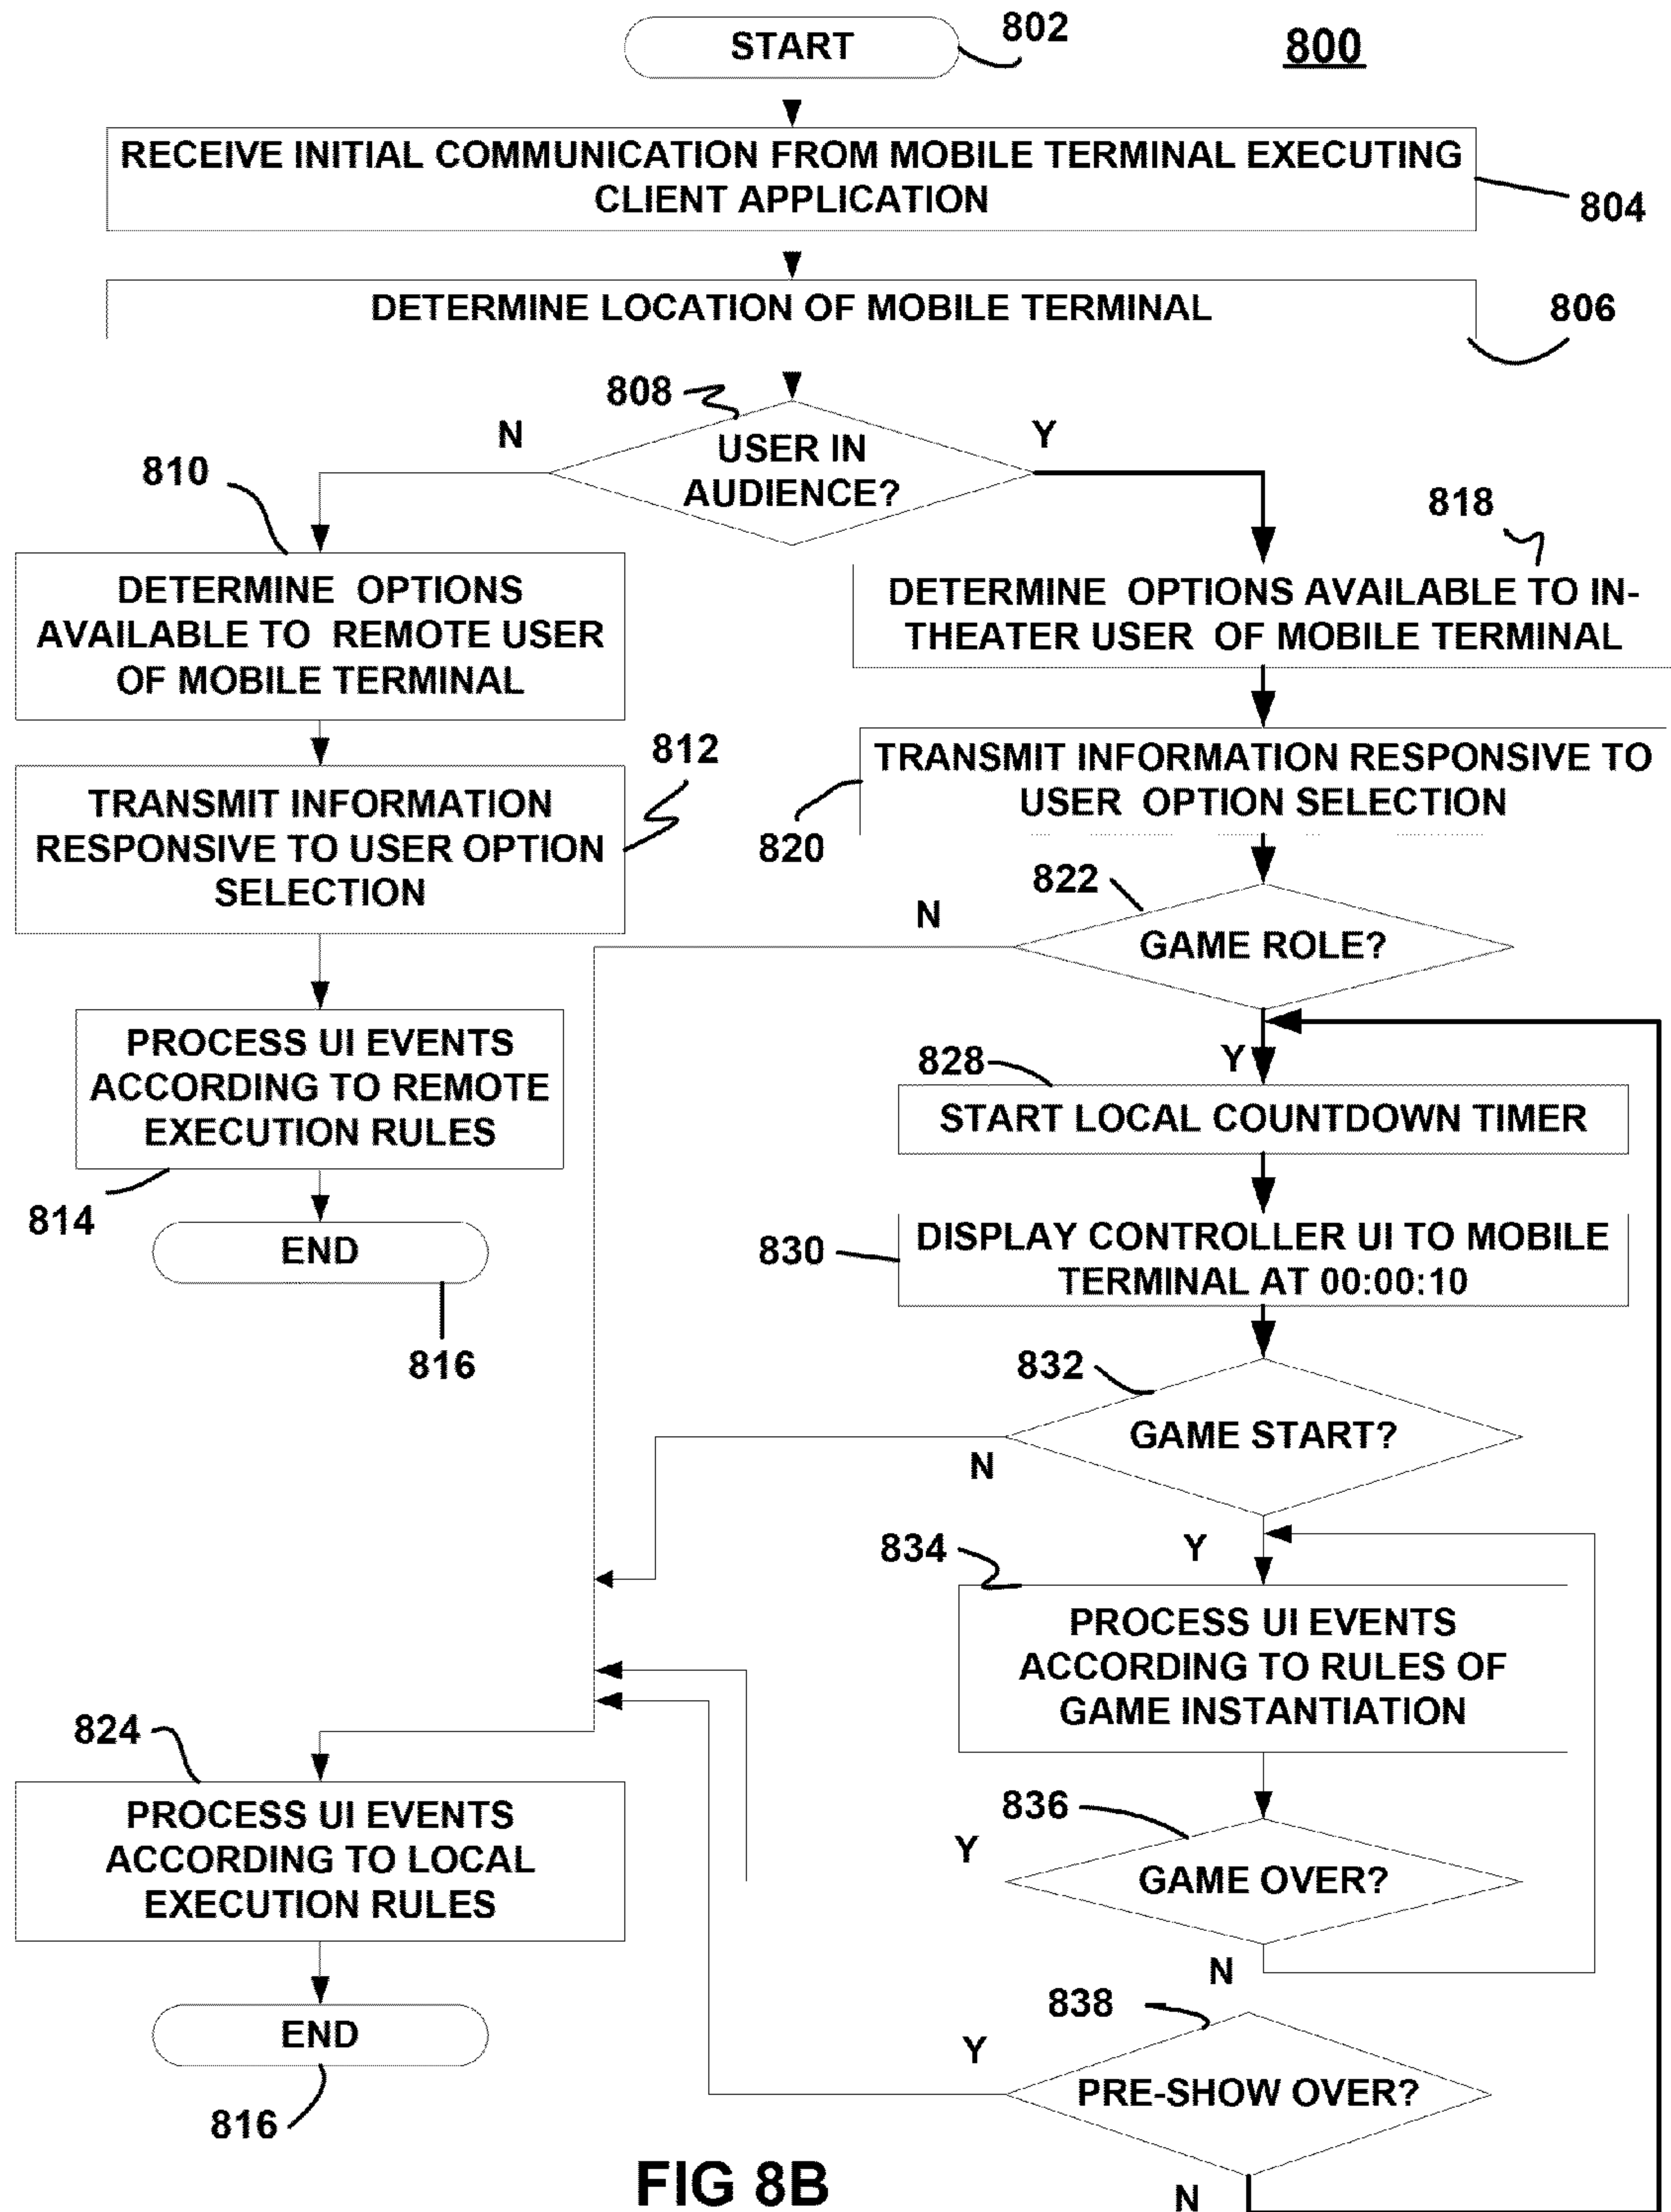 START
802
800
RECEIVE INITIAL COMMUNICATION FROM MOBILE TERMINAL EXECUTING
CLIENT APPLICATION
804
DETERMINE LOCATION OF MOBILE TERMINAL
806
808
N
USER IN
AUDIENCE?
Y
810
DETERMINE OPTIONS
AVAILABLE TO REMOTE USER
OF MOBILE TERMINAL
818
DETERMINE OPTIONS AVAILABLE TO IN-
THEATER USER OF MOBILE TERMINAL
812
TRANSMIT INFORMATION
RESPONSIVE TO USER OPTION
SELECTION
TRANSMIT INFORMATION RESPONSIVE TO
USER OPTION SELECTION
820
822
N
GAME ROLE?
Y
PROCESS UI EVENTS
ACCORDING TO REMOTE
EXECUTION RULES
814
END
816
828
START LOCAL COUNTDOWN TIMER
830
DISPLAY CONTROLLER UI TO MOBILE
TERMINAL AT 00:00:10
832
GAME START?
N
Y
834
PROCESS UI EVENTS
ACCORDING TO RULES OF
GAME INSTANTIATION
824
PROCESS UI EVENTS
ACCORDING TO LOCAL
EXECUTION RULES
836
Y
GAME OVER?
N
END
816
838
Y
PRE-SHOW OVER?
N
FIG 8B